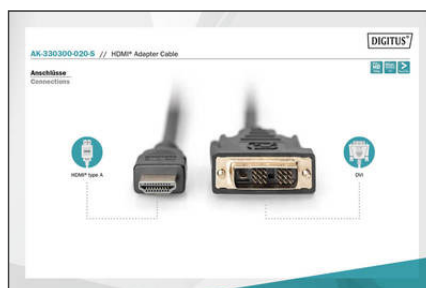 DIGITUS®
AK-330300-020-S // HDMI® Adapter Cable
Anschlüsse
Connections
HDMI® type A
DVI